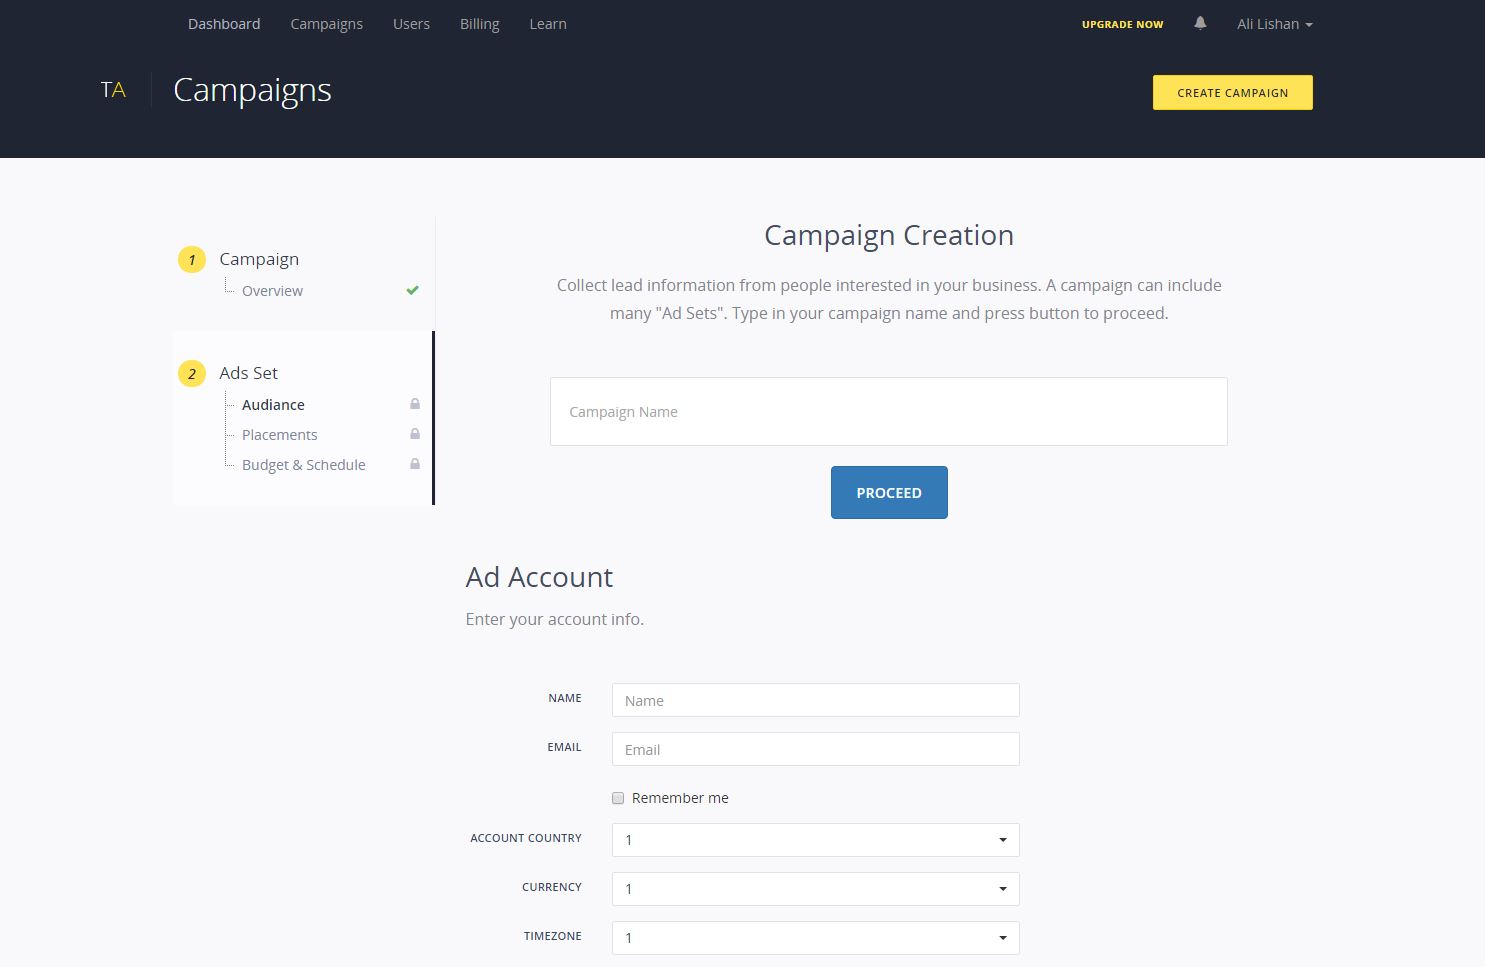 Dashboard Campaigns Users Billing Learn UPGRADE NOW Ali Lishan
TA Campaigns CREATE CAMPAIGN
1 Campaign
Overview
2 Ads Set
Audiance
Placements
Budget & Schedule
Campaign Creation
Collect lead information from people interested in your business. A campaign can include
many "Ad Sets". Type in your campaign name and press button to proceed.
Campaign Name
PROCEED
Ad Account
Enter your account info.
NAME Name
EMAIL Email
Remember me
ACCOUNT COUNTRY 1
CURRENCY 1
TIMEZONE 1